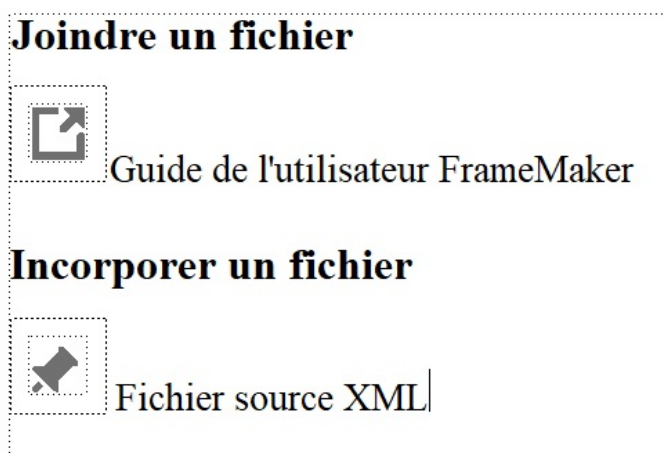 Joindre un fichier
Guide de l'utilisateur FrameMaker
Incorporer un fichier
Fichier source XML